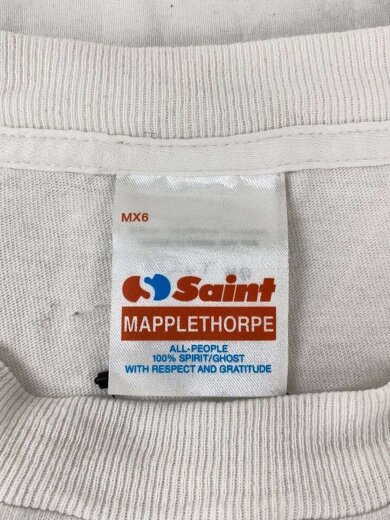 MX6
Saint
MAPPLETHORPE
ALL-PEOPLE
100% SPIRIT/GHOST
WITH RESPECT AND GRATITUDE